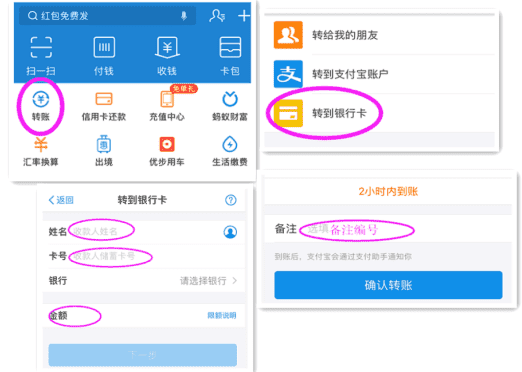 红包免费发
扫一扫 付钱 收钱 卡包
免单礼
转账 信用卡还款 充值中心 蚂蚁财富
汇率换算 出境 优步用车 生活缴费
转给我的朋友
转到支付宝账户
转到银行卡
返回 转到银行卡
姓名 收款人姓名
卡号 收款人储蓄卡号
银行 请选择银行
金额 限额说明
下一步
2小时内到账
备注 选填 备注编号
到账后，支付宝会通过支付助手通知你
确认转账